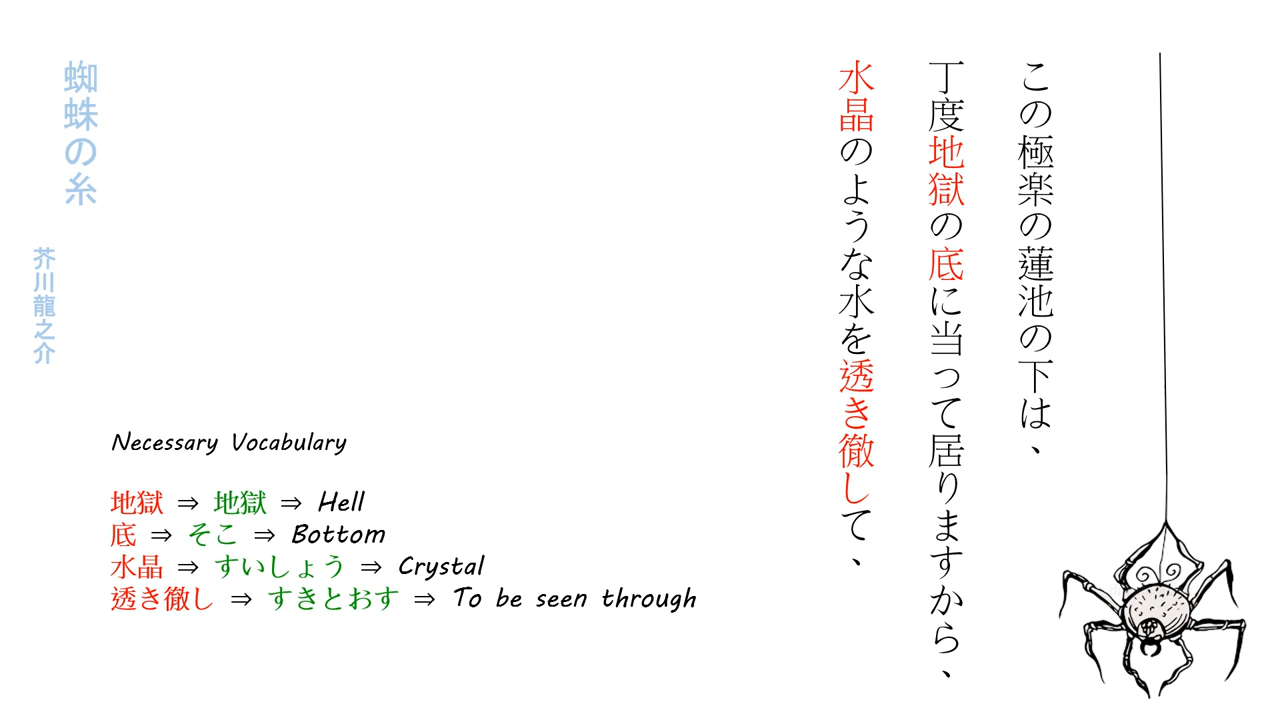 この極楽の蓮池の下は、
丁度地獄の底に当って居りますから、
水晶のような水を透き徹して、
蜘蛛の糸
芥川龍之介
Necessary Vocabulary
地獄 ⇒ 地獄 ⇒ Hell
底 ⇒ そこ ⇒ Bottom
水晶 ⇒ すいしょう ⇒ Crystal
透き徹し ⇒ すきとおす ⇒ To be seen through